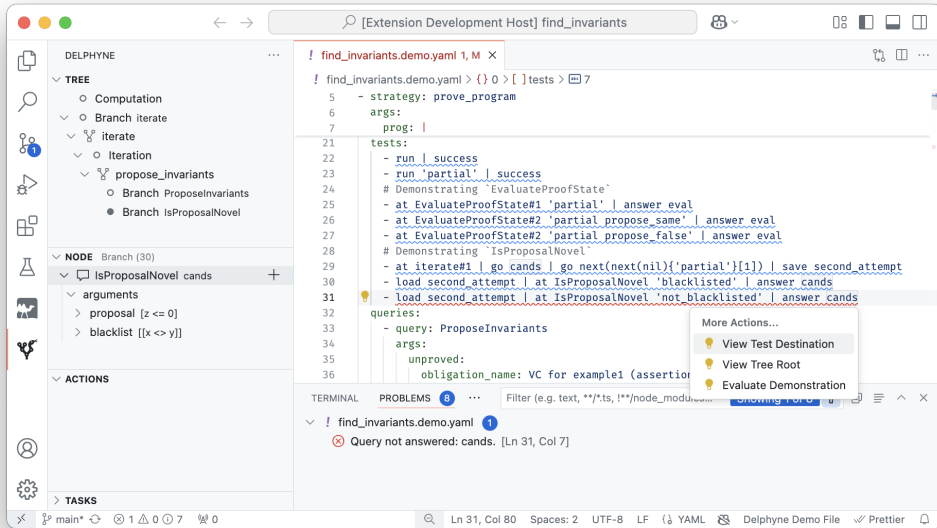 [Extension Development Host] find_invariants
DELPHYNE
TREE
Computation
Branch iterate
iterate
Iteration
propose_invariants
Branch ProposeInvariants
Branch IsProposalNovel
NODE Branch (30)
IsProposalNovel cands
arguments
proposal [z <= 0]
blacklist [[x <> y]]
ACTIONS
TASKS
! find_invariants.demo.yaml 1, M
! find_invariants.demo.yaml > {} 0 > [ ] tests > abc 7
5 - strategy: prove_program
6 args:
7 prog: |
21 tests:
22 - run | success
23 - run 'partial' | success
24 # Demonstrating `EvaluateProofState`
25 - at EvaluateProofState#1 'partial' | answer eval
26 - at EvaluateProofState#2 'partial propose_same' | answer eval
27 - at EvaluateProofState#2 'partial propose_false' | answer eval
28 # Demonstrating `IsProposalNovel`
29 - at iterate#1 | go cands | go next(next(nil){'partial'}[1]) | save second_attempt
30 - load second_attempt | at IsProposalNovel 'blacklisted' | answer cands
31 - load second_attempt | at IsProposalNovel 'not_blacklisted' | answer cands
32 queries:
33 - query: ProposeInvariants
34 args:
35 unproved:
36 obligation_name: VC for example1 (assertion
More Actions...
View Test Destination
View Tree Root
Evaluate Demonstration
TERMINAL PROBLEMS 8 ···
Filter (e.g. text, **/*.ts, !**/node_modules...
! find_invariants.demo.yaml 1
Query not answered: cands. [Ln 31, Col 7]
main* 1 0 7 0
Ln 31, Col 80 Spaces: 2 UTF-8 LF YAML Delphyne Demo File Prettier